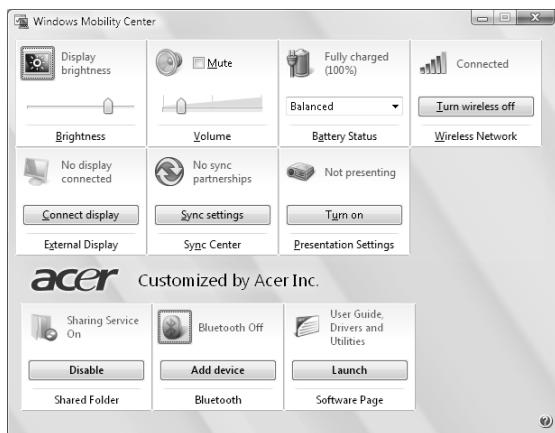 Windows Mobility Center
Display
brightness
Brightness
Mute
Volume
Fully charged
(100%)
Balanced
Battery Status
Connected
Turn wireless off
Wireless Network
No display
connected
Connect display
External Display
No sync
partnerships
Sync settings
Sync Center
Not presenting
Turn on
Presentation Settings
acer Customized by Acer Inc.
Sharing Service
On
Disable
Shared Folder
Bluetooth Off
Add device
Bluetooth
User Guide,
Drivers and
Utilities
Launch
Software Page
?